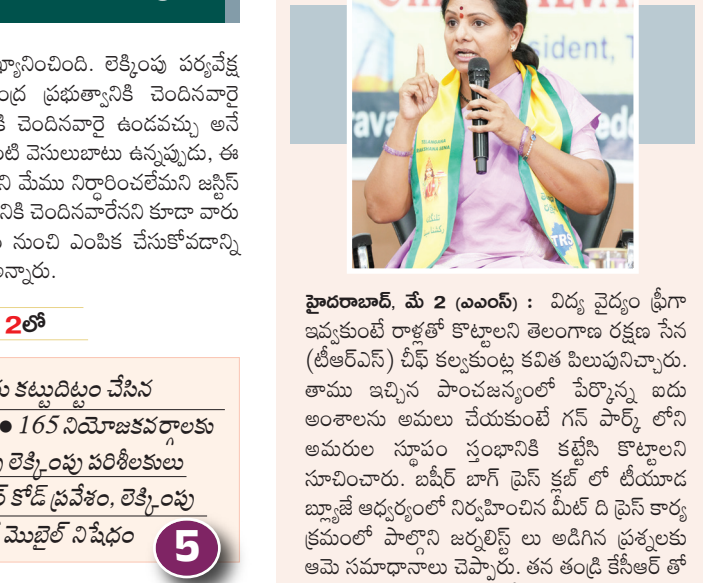 ఖ్యానించింది. లెక్కింపు పర్యవేక్ష
ంద్ర ప్రభుత్వానికి చెందినవారై
కి చెందినవారై ఉండవచ్చు అనే
ంటి వెసులుబాటు ఉన్నప్పుడు, ఈ
ని మేము నిర్ధారించలేమని జస్టిస్
నికి చెందినవారేనని కూడా వారు
ం నుంచి ఎంపిక చేసుకోవడాన్ని
అన్నారు.
2లో
ు కట్టుదిట్టం చేసిన
● 165 నియోజకవర్గాలకు
ు లెక్కింపు పరిశీలకులు
ర్ కోడ్ ప్రవేశం, లెక్కింపు
్ మొబైల్ నిషేధం
5
sident, T
TRS
హైదరాబాద్, మే 2 (ఎఎంస్) : విద్య వైద్యం ఫ్రీగా
ఇవ్వకుంటే రాళ్లతో కొట్టాలని తెలంగాణ రక్షణ సేన
(టీఆర్ఎస్) చీఫ్ కల్వకుంట్ల కవిత పిలుపునిచ్చారు.
తాము ఇచ్చిన పాంచజన్యంలో పేర్కొన్న ఐదు
అంశాలను అమలు చేయకుంటే గన్ పార్క్ లోని
అమరుల స్థూపం స్తంభానికి కట్టేసి కొట్టాలని
సూచించారు. బషీర్ బాగ్ ప్రెస్ క్లబ్ లో టీయూడ
బ్ల్యూజే ఆధ్వర్యంలో నిర్వహించిన మీట్ ది ప్రెస్ కార్య
క్రమంలో పాల్గొని జర్నలిస్ట్ లు అడిగిన ప్రశ్నలకు
ఆమె సమాధానాలు చెప్పారు. తన తండ్రి కేసీఆర్ తో